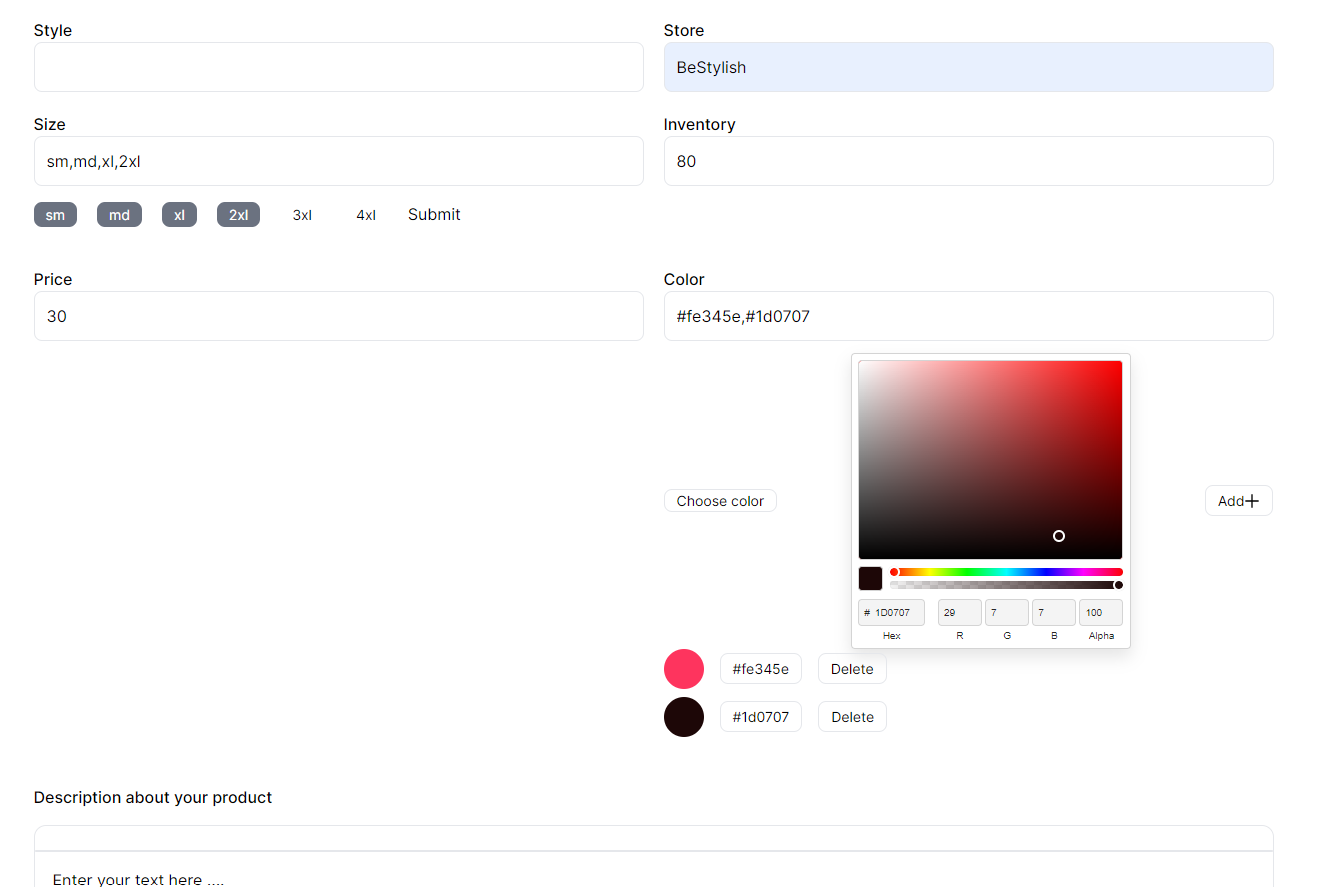 Style
Store
BeStylish
Size
Inventory
sm,md,xl,2xl
80
sm md xl 2xl 3xl 4xl Submit
Price
Color
30
#fe345e,#1d0707
Choose color
Add+
# 1D0707 29 7 7 100
Hex R G B Alpha
#fe345e Delete
#1d0707 Delete
Description about your product
Enter your text here ....